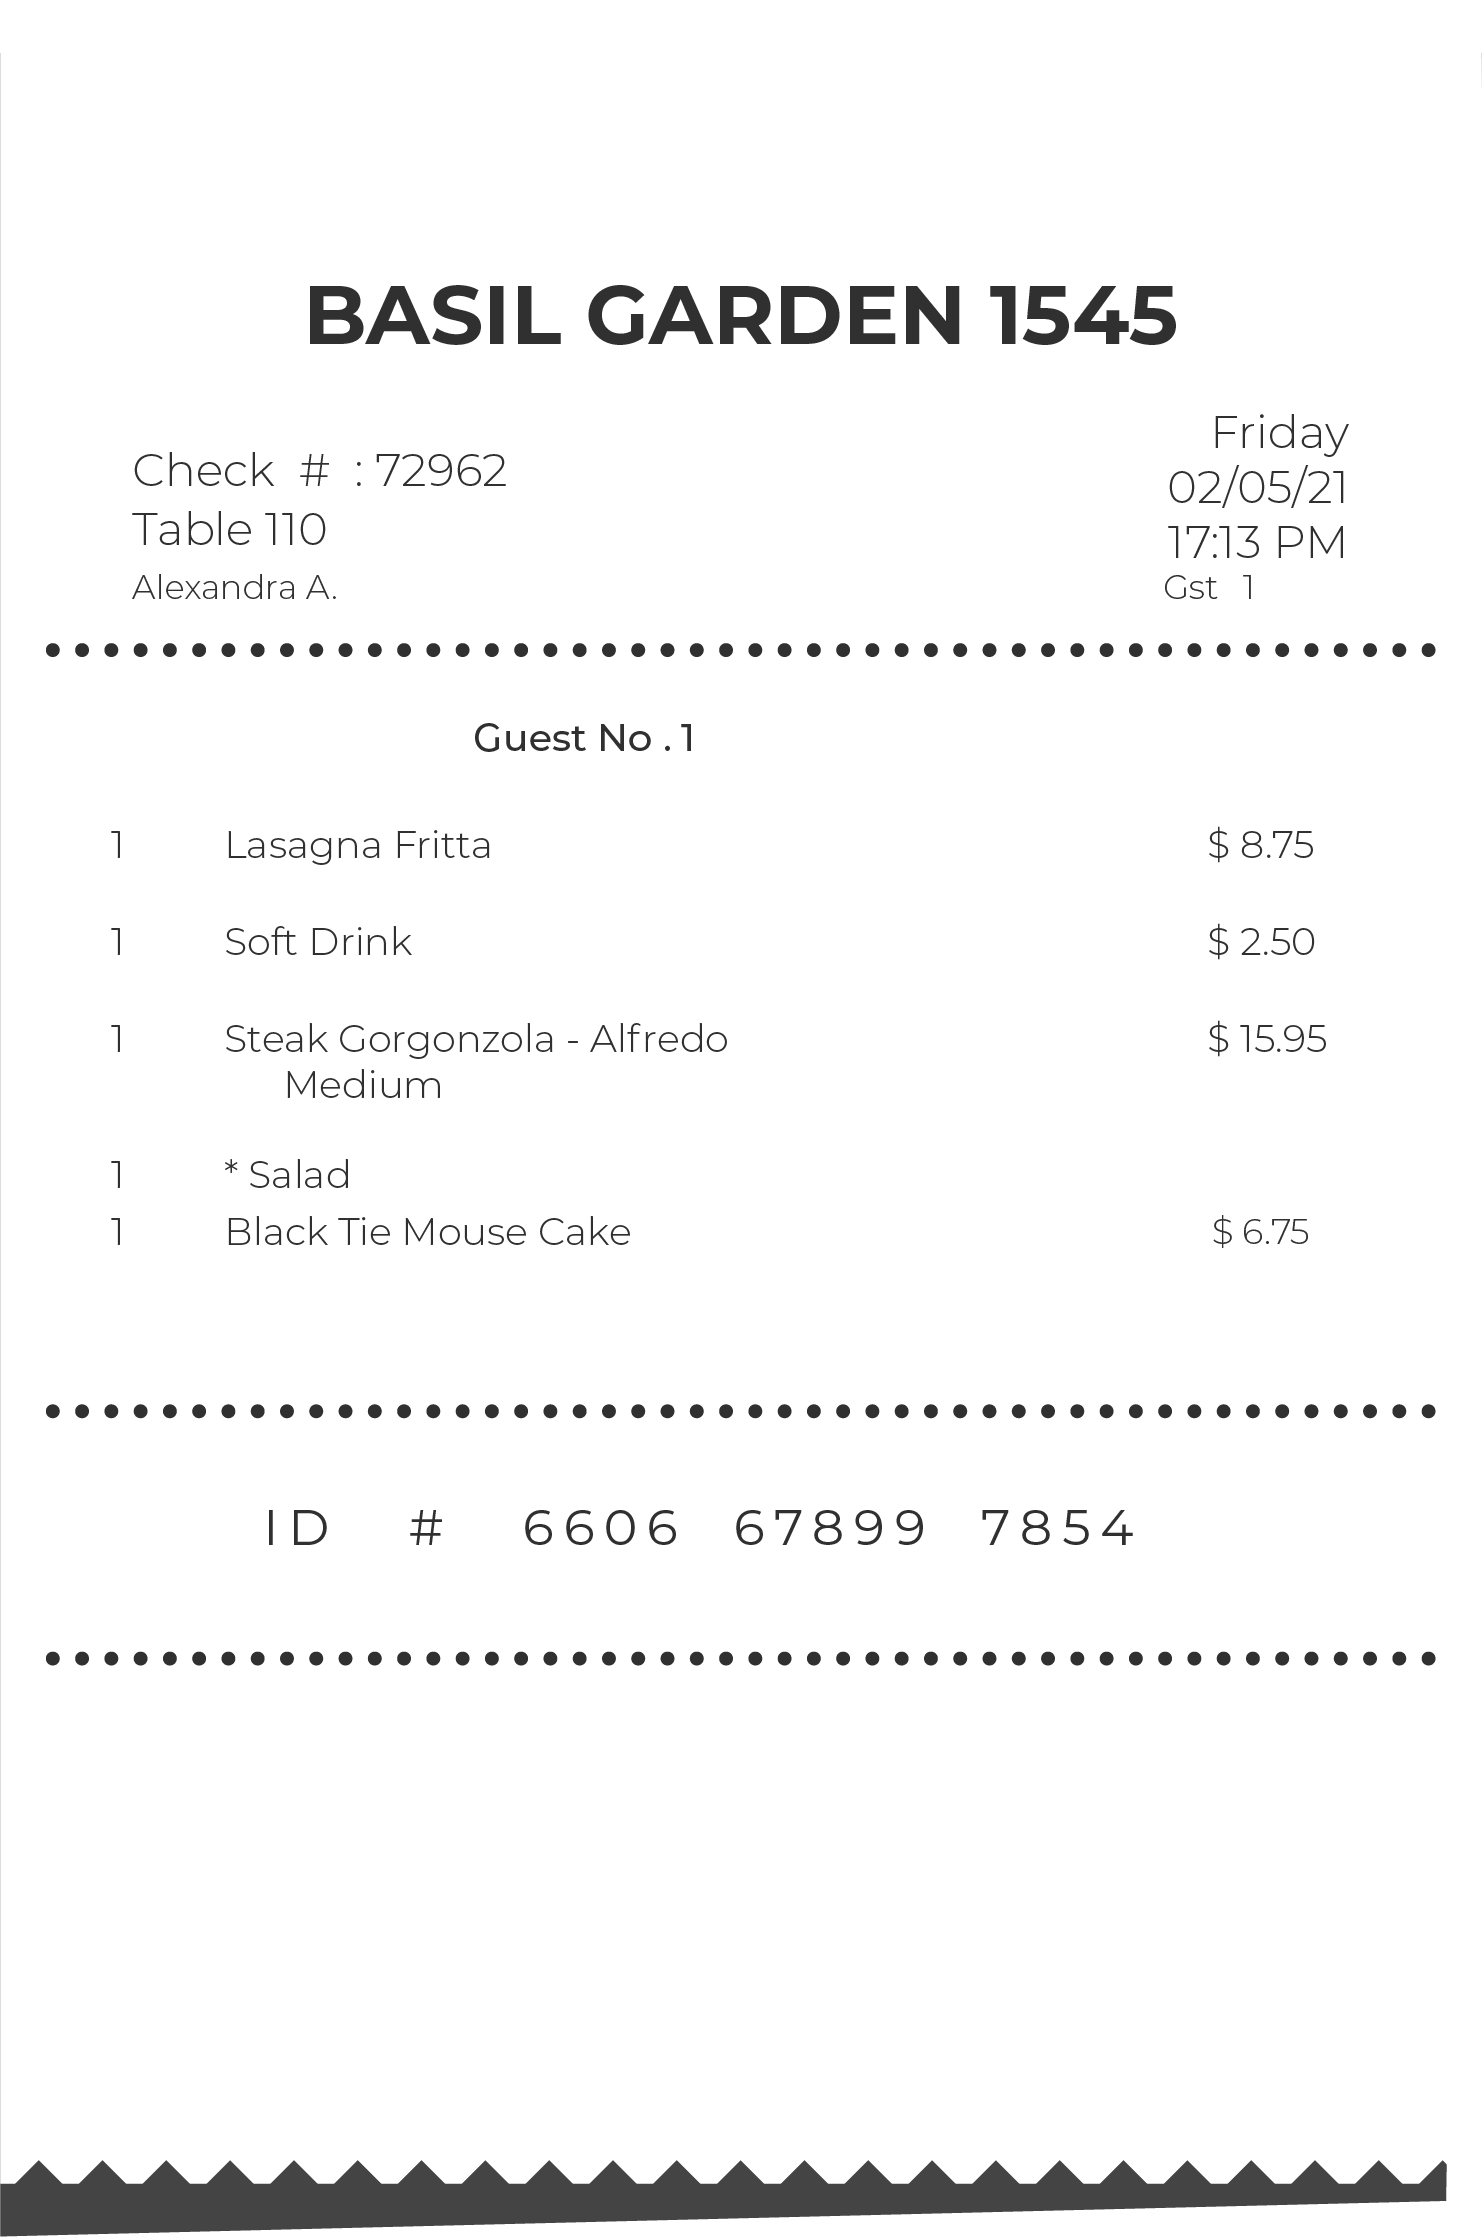 BASIL GARDEN 1545
Check # : 72962
Table 110
Alexandra A.
Friday
02/05/21
17:13 PM
Gst 1
Guest No . 1
1 Lasagna Fritta $ 8.75
1 Soft Drink $ 2.50
1 Steak Gorgonzola - Alfredo $ 15.95
Medium
1 * Salad
1 Black Tie Mouse Cake $ 6.75
ID # 6606 67899 7854